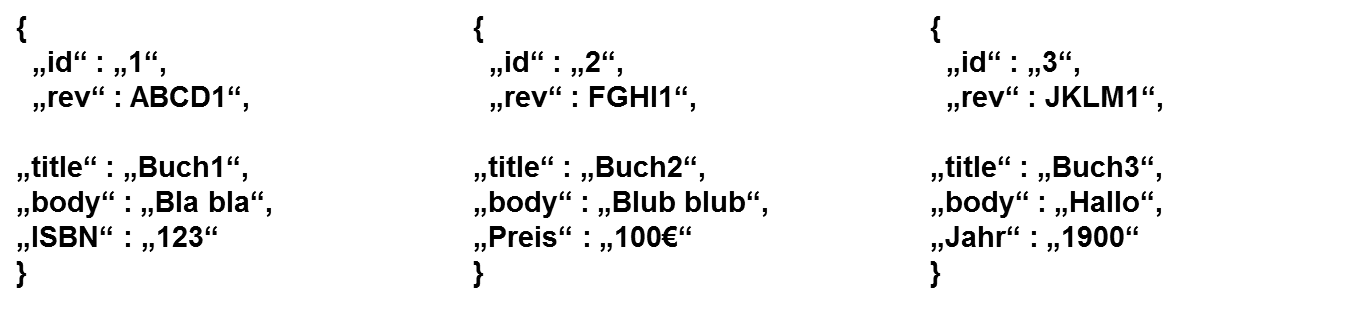 {
„id“ : „1“,
„rev“ : ABCD1“,
„title“ : „Buch1“,
„body“ : „Bla bla“,
„ISBN“ : „123“
}
{
„id“ : „2“,
„rev“ : FGHI1“,
„title“ : „Buch2“,
„body“ : „Blub blub“,
„Preis“ : „100€“
}
{
„id“ : „3“,
„rev“ : JKLM1“,
„title“ : „Buch3“,
„body“ : „Hallo“,
„Jahr“ : „1900“
}